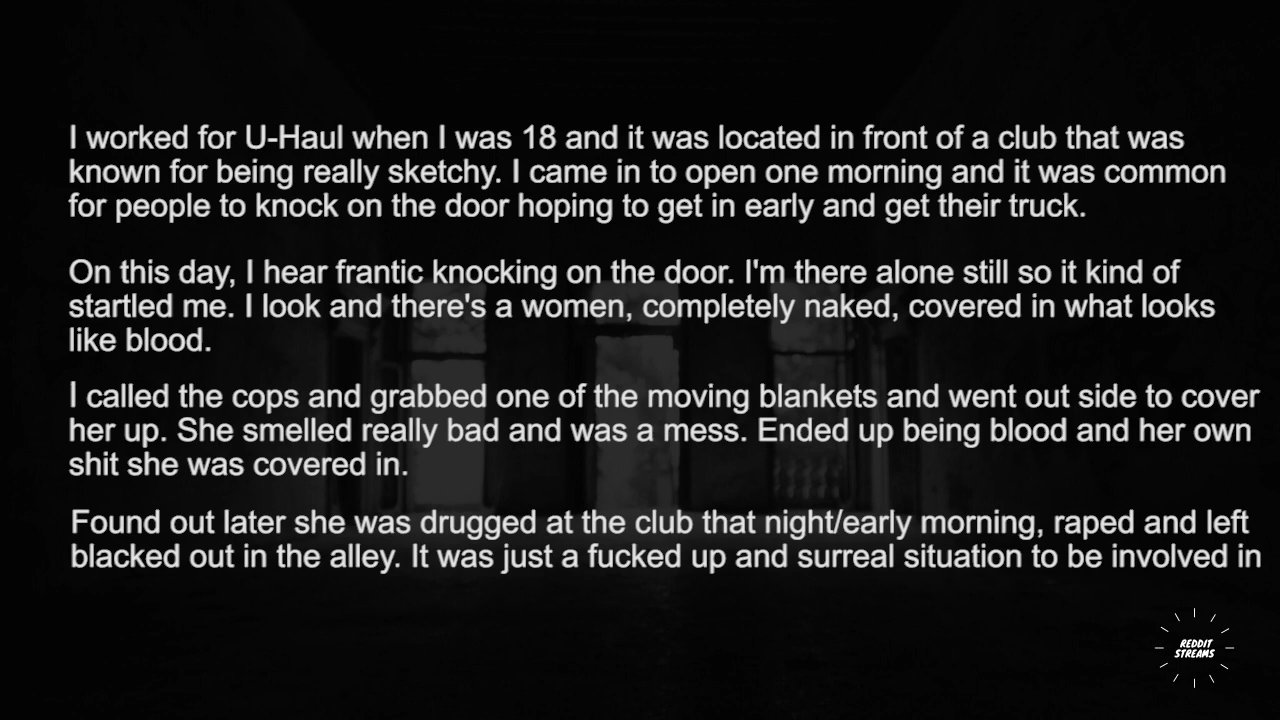 I worked for U-Haul when I was 18 and it was located in front of a club that was
known for being really sketchy. I came in to open one morning and it was common
for people to knock on the door hoping to get in early and get their truck.
On this day, I hear frantic knocking on the door. I'm there alone still so it kind of
startled me. I look and there's a women, completely naked, covered in what looks
like blood.
I called the cops and grabbed one of the moving blankets and went out side to cover
her up. She smelled really bad and was a mess. Ended up being blood and her own
shit she was covered in.
Found out later she was drugged at the club that night/early morning, raped and left
blacked out in the alley. It was just a fucked up and surreal situation to be involved in
REDDIT
STREAMS